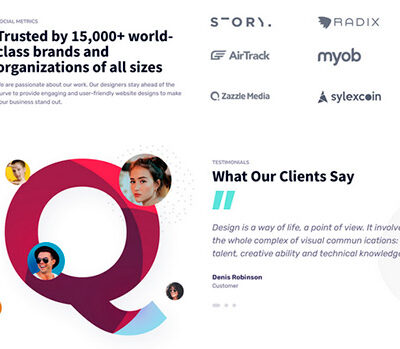 SOCIAL METRICS
Trusted by 15,000+ world-
class brands and
organizations of all sizes
We are passionate about our work. Our designers stay ahead of the
curve to provide engaging and user-friendly website designs to make
your business stand out.
STORY.
RADIX
AirTrack
myob
Zazzle Media
sylexcoin
TESTIMONIALS
What Our Clients Say
"
Design is a way of life, a point of view. It involve
the whole complex of visual commun ications:
talent, creative ability and technical knowledge
Denis Robinson
Customer